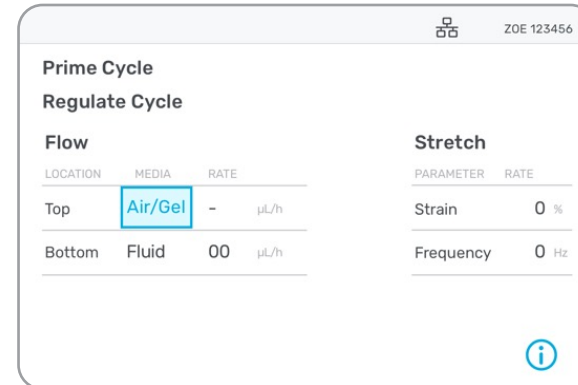 ZOE 123456
Prime Cycle
Regulate Cycle
Flow
LOCATION MEDIA RATE
Top Air/Gel - µL/h
Bottom Fluid 00 µL/h
Stretch
PARAMETER RATE
Strain 0 %
Frequency 0 Hz